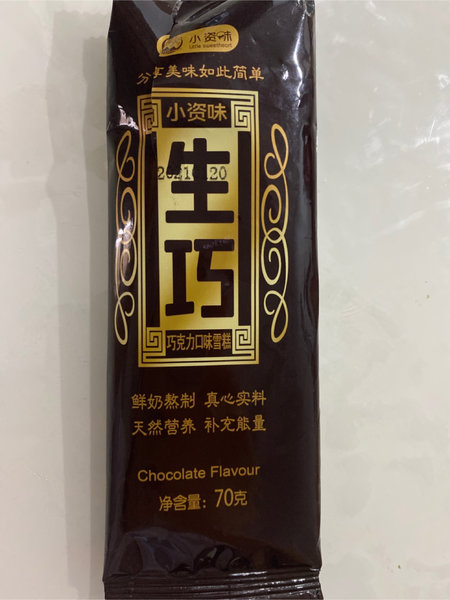 小资味
Little sweetheart
分享美味如此简单
小资味
生巧
巧克力口味雪糕
鲜奶熬制 真心实料
天然营养 补充能量
Chocolate Flavour
净含量：70克